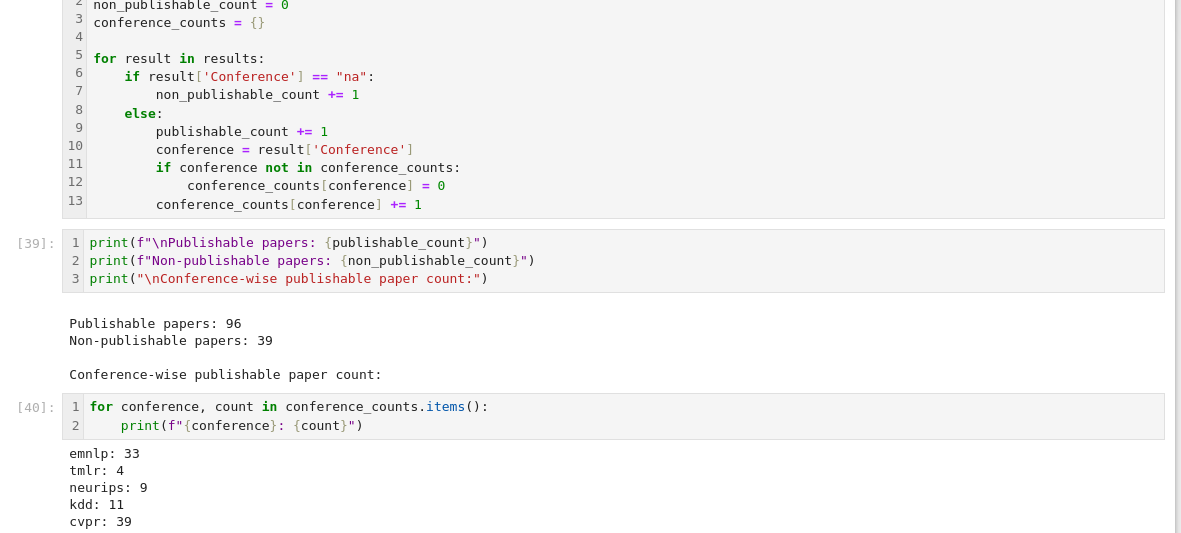 2 non_publishable_count = 0
3 conference_counts = {}
4
5 for result in results:
6     if result['Conference'] == "na":
7         non_publishable_count += 1
8     else:
9         publishable_count += 1
10         conference = result['Conference']
11         if conference not in conference_counts:
12             conference_counts[conference] = 0
13         conference_counts[conference] += 1
[39]: 1 print(f"\nPublishable papers: {publishable_count}")
2 print(f"Non-publishable papers: {non_publishable_count}")
3 print("\nConference-wise publishable paper count:")
Publishable papers: 96
Non-publishable papers: 39
Conference-wise publishable paper count:
[40]: 1 for conference, count in conference_counts.items():
2     print(f"{conference}: {count}")
emnlp: 33
tmlr: 4
neurips: 9
kdd: 11
cvpr: 39